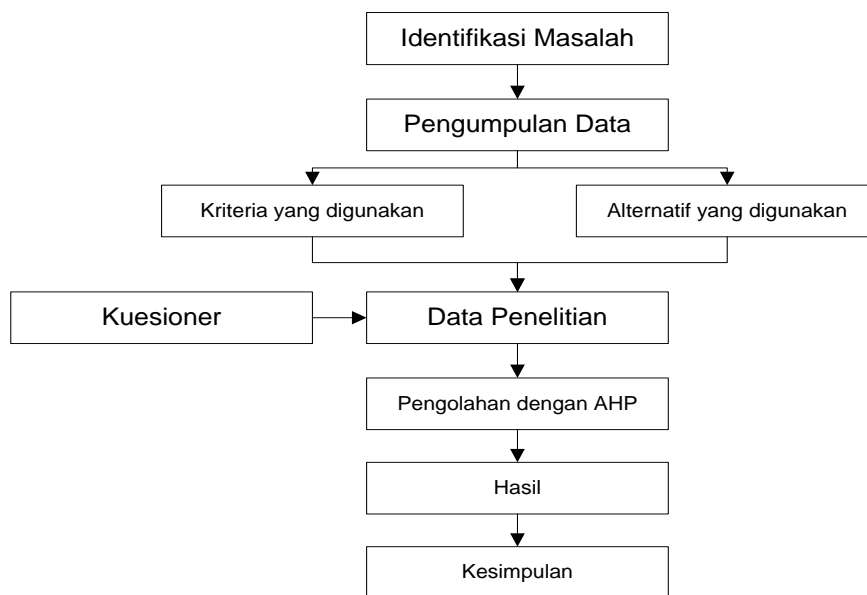 Identifikasi Masalah
Pengumpulan Data
Kriteria yang digunakan
Alternatif yang digunakan
Kuesioner
Data Penelitian
Pengolahan dengan AHP
Hasil
Kesimpulan